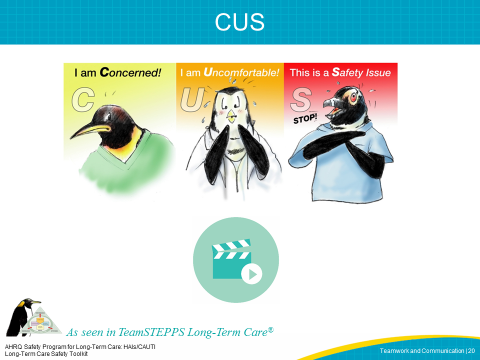 CUS
I am Concerned!
I am Uncomfortable!
This is a Safety Issue
C
U
S
STOP!
As seen in TeamSTEPPS Long-Term Care®
AHRQ Safety Program for Long-Term Care: HAIs/CAUTI
Long-Term Care Safety Toolkit
Teamwork and Communication | 20